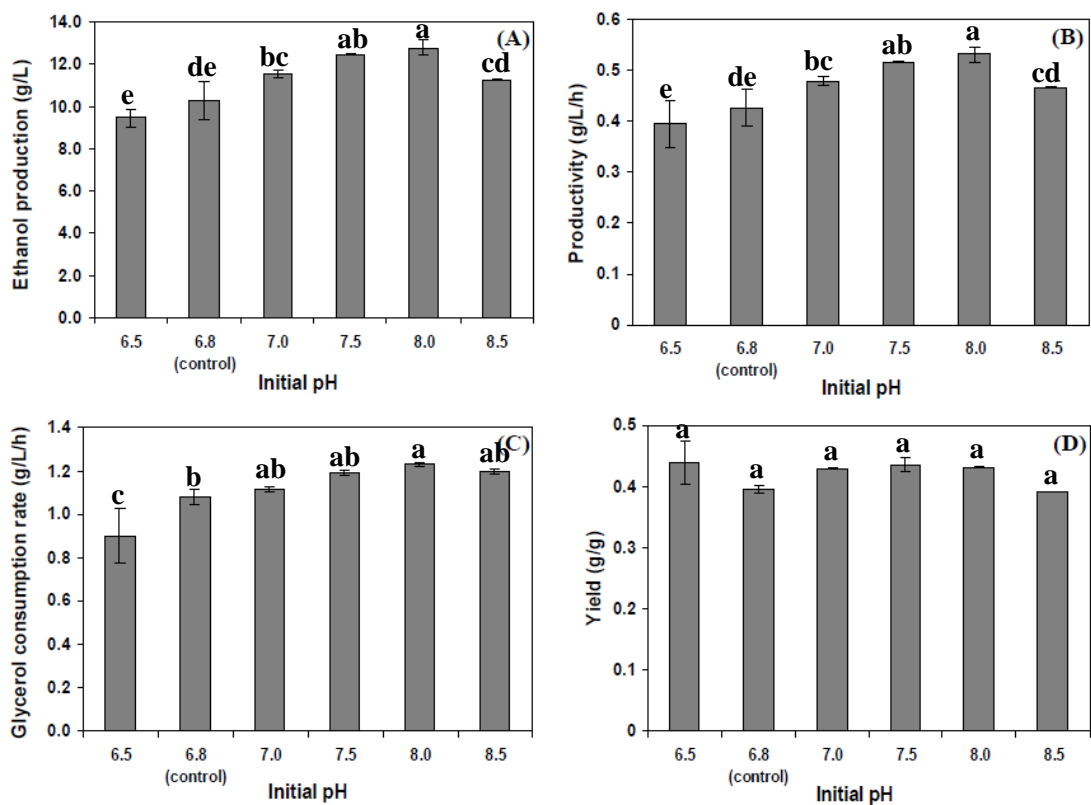 (A)
Ethanol production (g/L)
14.0
12.0
10.0
8.0
6.0
4.0
2.0
0.0
e
de
bc
ab
a
cd
6.5 6.8 7.0 7.5 8.0 8.5
(control)
Initial pH
(B)
Productivity (g/L/h)
0.6
0.5
0.4
0.3
0.2
0.1
0
e
de
bc
ab
a
cd
6.5 6.8 7.0 7.5 8.0 8.5
(control)
Initial pH
(C)
Glycerol consumption rate (g/L/h)
1.4
1.2
1.0
0.8
0.6
0.4
0.2
0.0
c
b
ab
ab
a
ab
6.5 6.8 7.0 7.5 8.0 8.5
(control)
Initial pH
(D)
Yield (g/g)
0.5
0.4
0.3
0.2
0.1
0
a
a
a
a
a
a
6.5 6.8 7.0 7.5 8.0 8.5
(control)
Initial pH